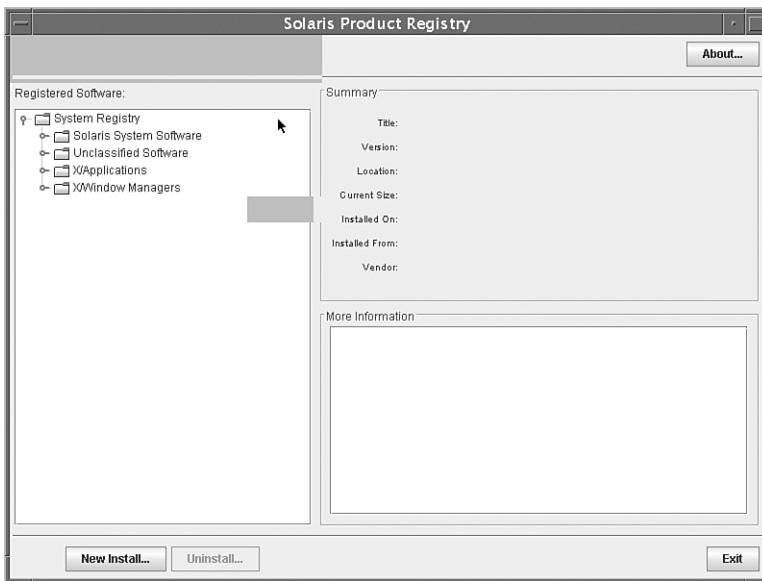 Solaris Product Registry
About...
Registered Software:
System Registry
Solaris System Software
Unclassified Software
X/Applications
X/Window Managers
Summary
Title:
Version:
Location:
Current Size:
Installed On:
Installed From:
Vendor:
More Information
New Install...
Uninstall...
Exit